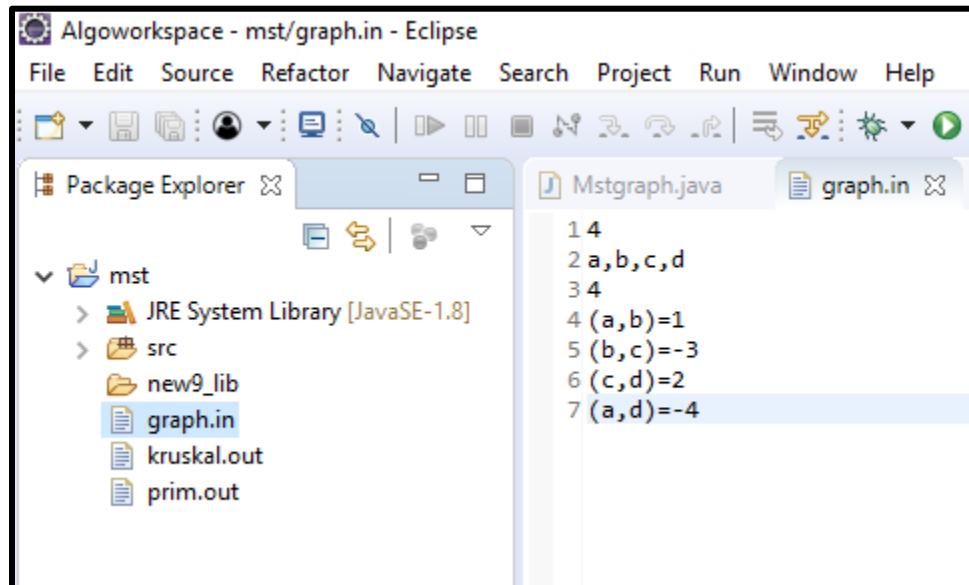 Algoworkspace - mst/graph.in - Eclipse
File Edit Source Refactor Navigate Search Project Run Window Help
Package Explorer
mst
JRE System Library [JavaSE-1.8]
src
new9_lib
graph.in
kruskal.out
prim.out
Mstgraph.java graph.in
1 4
2 a,b,c,d
3 4
4 (a,b)=1
5 (b,c)=-3
6 (c,d)=2
7 (a,d)=-4